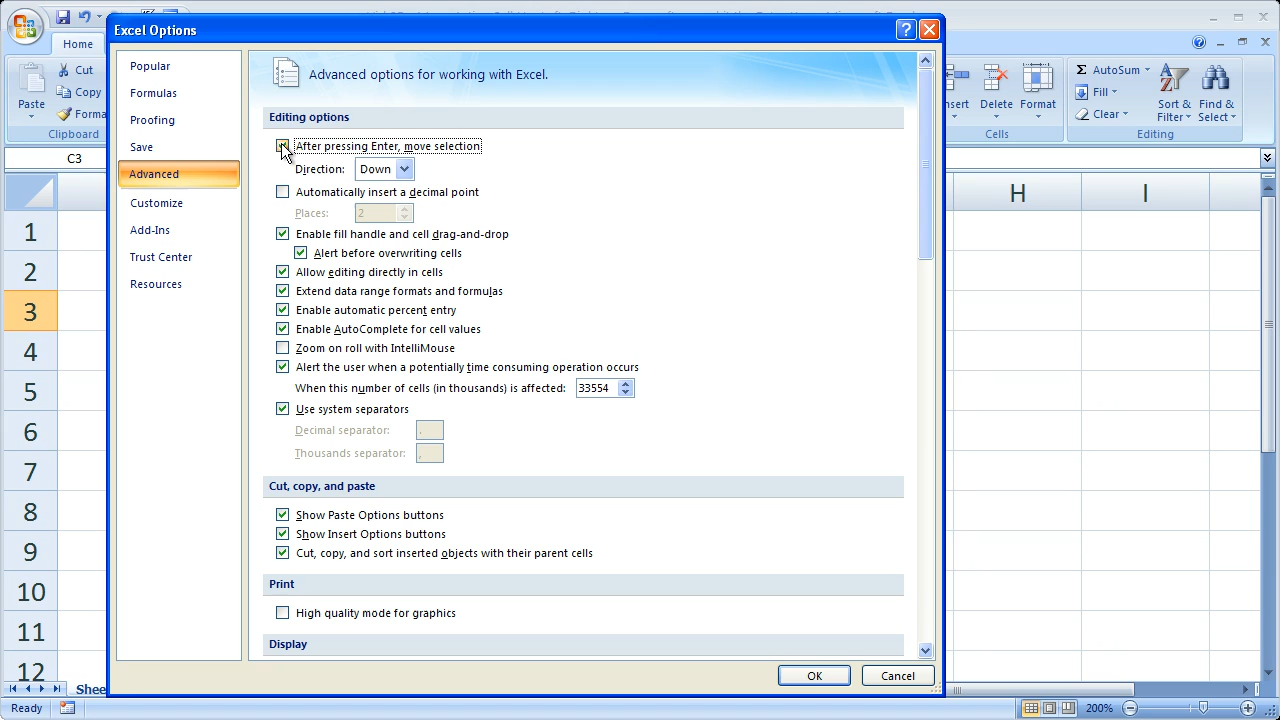 Excel Options
Home
Cut
Copy
Forma
Paste
Clipboard
AutoSum
Fill
Clear
Sort & Filter
Find & Select
Editing
Insert
Delete
Format
Cells
C3
Popular
Formulas
Proofing
Save
Advanced
Customize
Add-Ins
Trust Center
Resources
Advanced options for working with Excel.
Editing options
After pressing Enter, move selection
Direction: Down
Automatically insert a decimal point
Places: 2
Enable fill handle and cell drag-and-drop
Alert before overwriting cells
Allow editing directly in cells
Extend data range formats and formulas
Enable automatic percent entry
Enable AutoComplete for cell values
Zoom on roll with IntelliMouse
Alert the user when a potentially time consuming operation occurs
When this number of cells (in thousands) is affected: 33554
Use system separators
Decimal separator: .
Thousands separator: ,
Cut, copy, and paste
Show Paste Options buttons
Show Insert Options buttons
Cut, copy, and sort inserted objects with their parent cells
Print
High quality mode for graphics
Display
OK
Cancel
H
I
1
2
3
4
5
6
7
8
9
10
11
12
Shee
Ready
200%